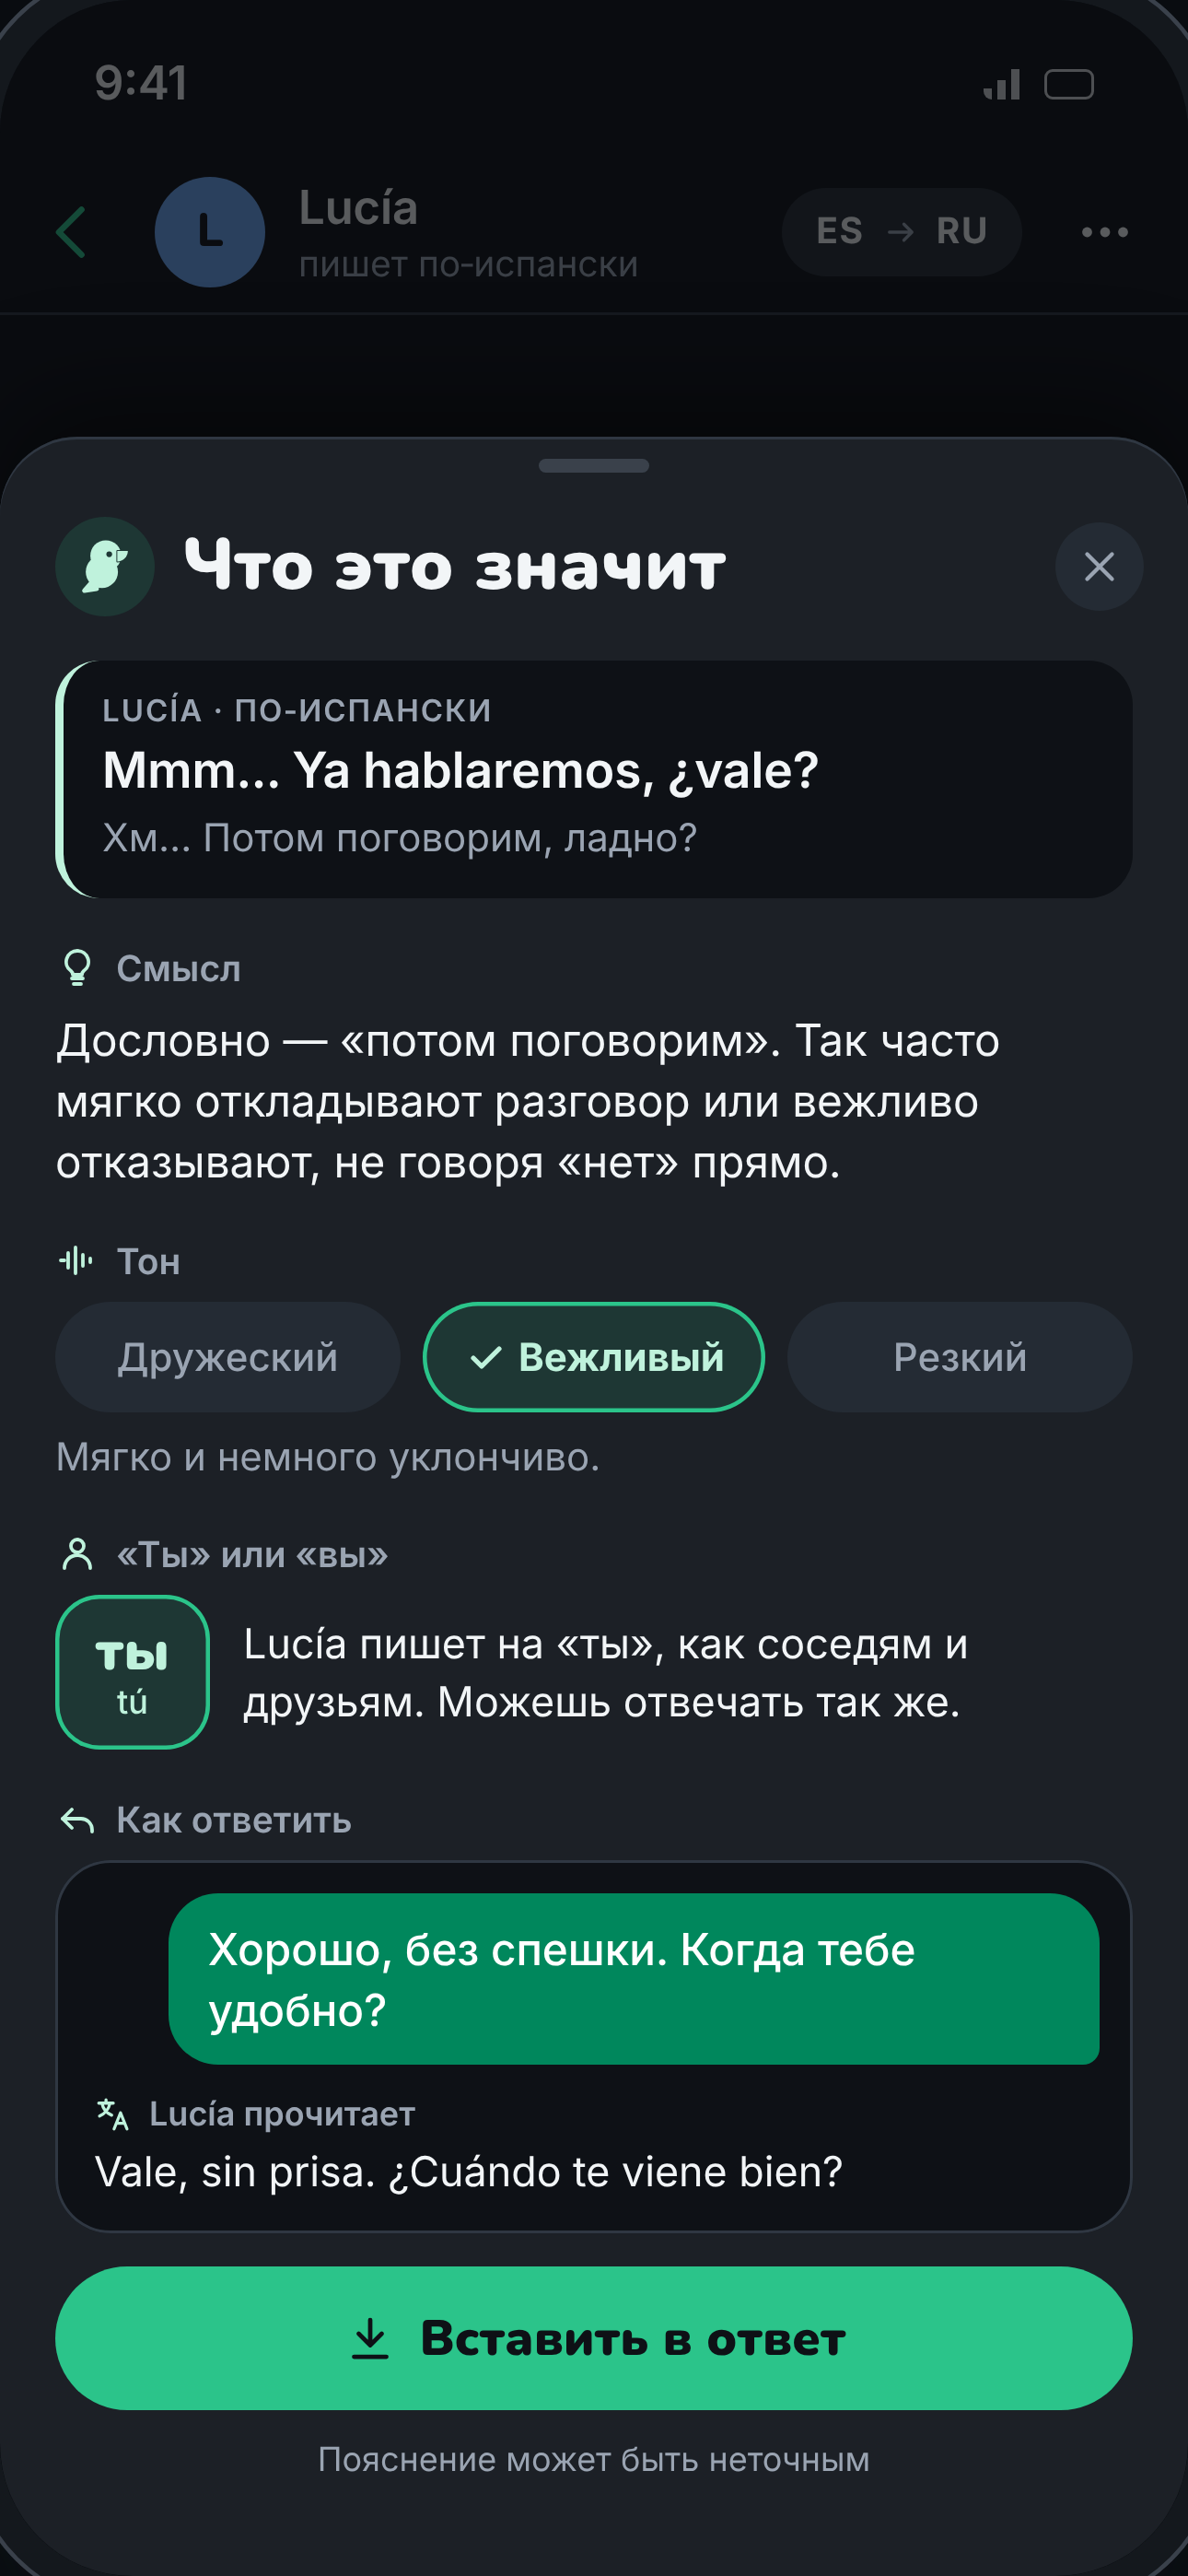 9:41
L
Lucía
ES → RU
пишет по-испански
Что это значит
LUCÍA · ПО-ИСПАНСКИ
Mmm... Ya hablaremos, ¿vale?
Хм... Потом поговорим, ладно?
Смысл
Дословно — «потом поговорим». Так часто
мягко откладывают разговор или вежливо
отказывают, не говоря «нет» прямо.
Тон
Дружеский
Вежливый
Резкий
Мягко и немного уклончиво.
«Ты» или «вы»
ты
tú
Lucía пишет на «ты», как соседям и
друзьям. Можешь отвечать так же.
Как ответить
Хорошо, без спешки. Когда тебе
удобно?
Lucía прочитает
Vale, sin prisa. ¿Cuándo te viene bien?
Вставить в ответ
Пояснение может быть неточным